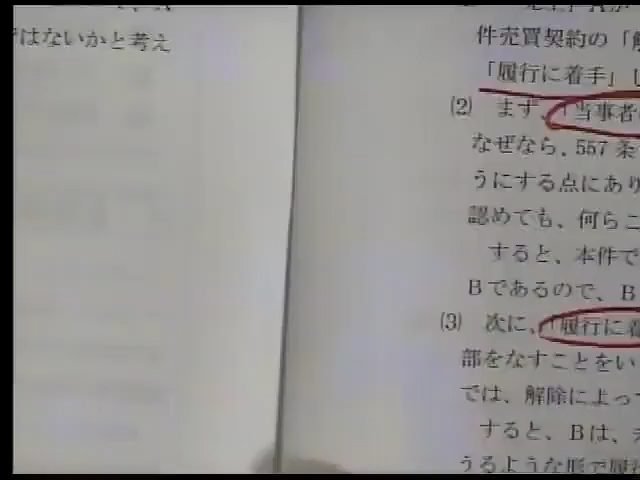 はないかと考え
件売買契約の「解
「履行に着手」し
(2) まず、「当事者の
なぜなら、557 条
うにする点にあり
認めても、何らこ
すると、本件で
Bであるので、B
(3) 次に、「履行に着
部をなすことをい
では、解除によって
すると、Bは、
うるような形で履行